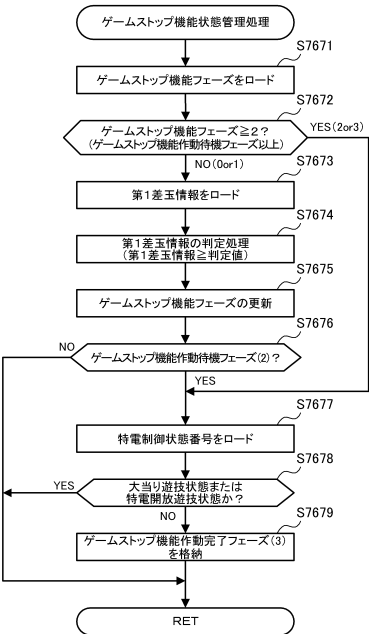 ゲームストップ機能状態管理処理
S7671
ゲームストップ機能フェーズをロード
S7672
ゲームストップ機能フェーズ≧2?
(ゲームストップ機能作動待機フェーズ以上)
YES(2or3)
NO(0or1)
S7673
第1差玉情報をロード
S7674
第1差玉情報の判定処理
(第1差玉情報≧判定値)
S7675
ゲームストップ機能フェーズの更新
S7676
NO
ゲームストップ機能作動待機フェーズ(2)?
YES
S7677
特電制御状態番号をロード
S7678
YES
大当り遊技状態または
特電開放遊技状態か?
NO
S7679
ゲームストップ機能作動完了フェーズ(3)
を格納
RET